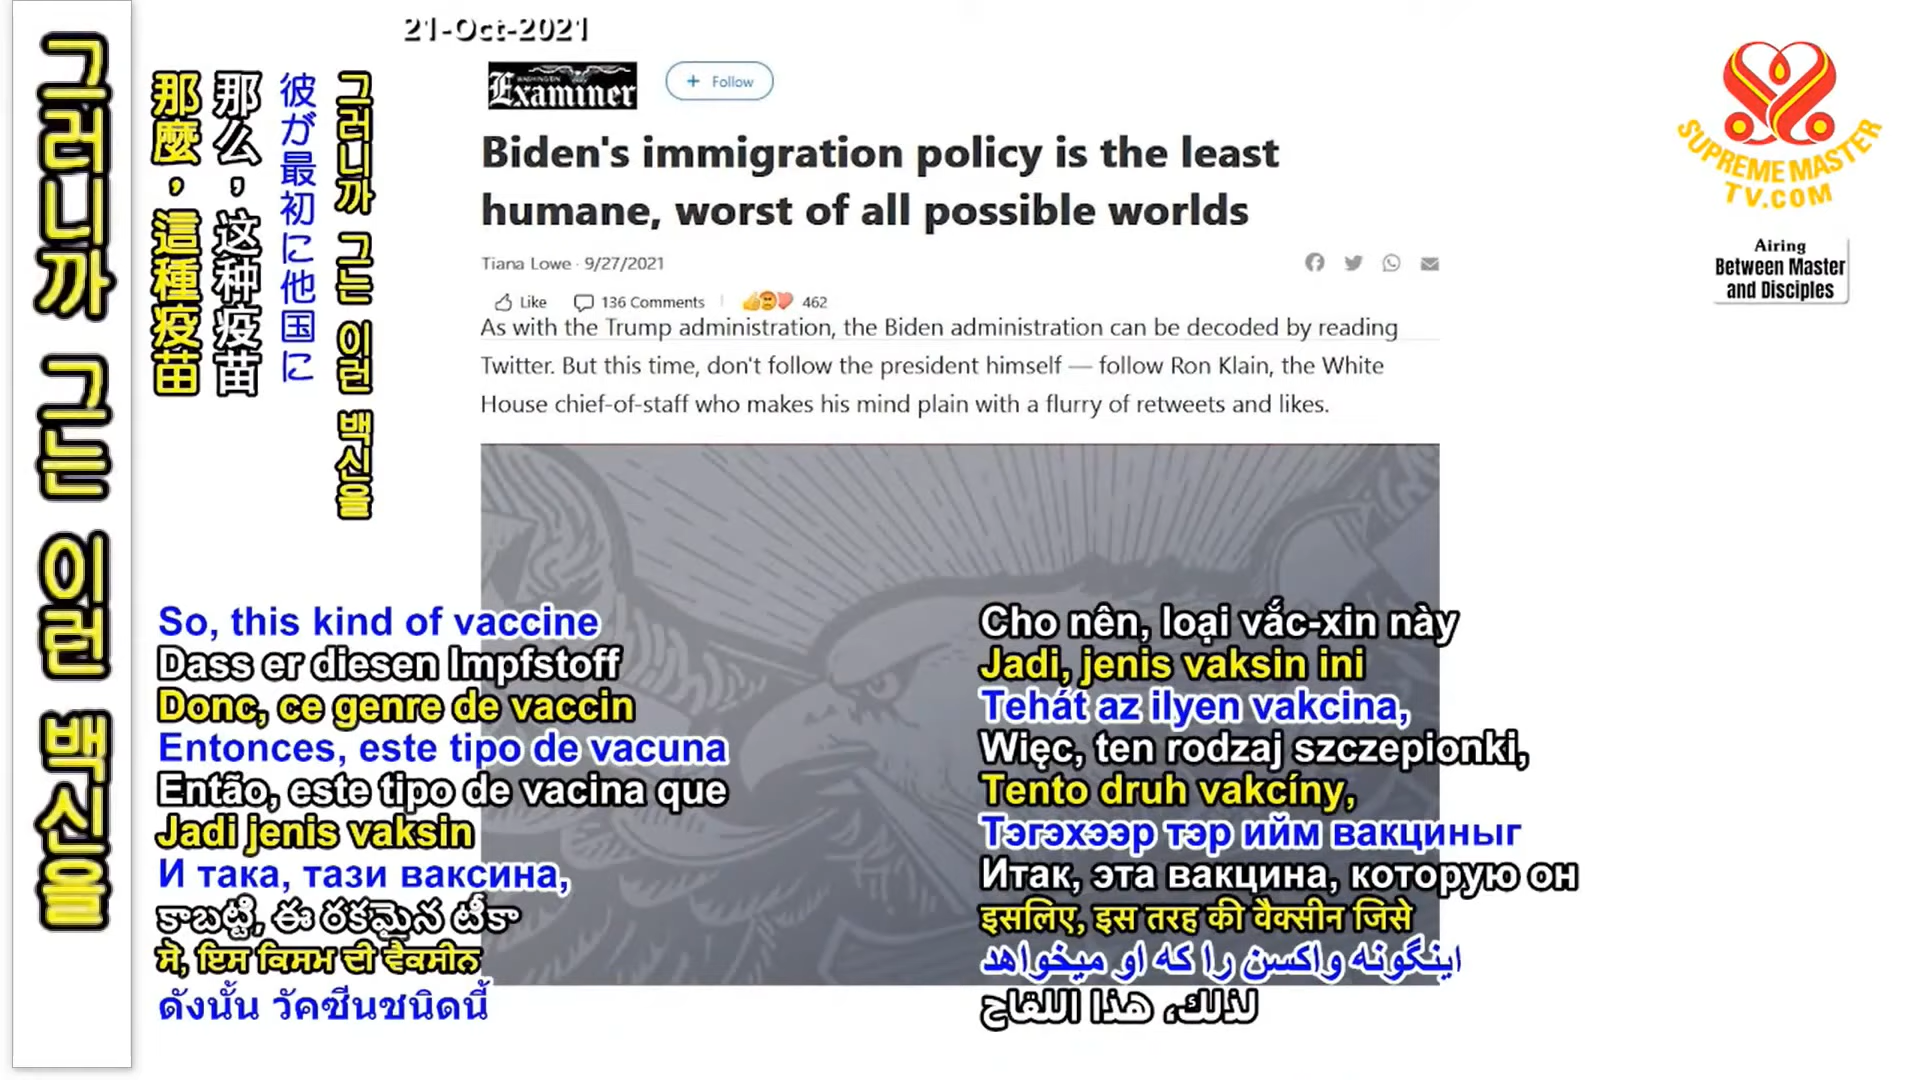 21-Oct-2021
그러니까 그는 이런 백신을
那麼，這種疫苗
那么，这种疫苗
彼が最初に他国に
그러니까 그는 이런 백신을
WASHINGTON
Examiner
+ Follow
Biden's immigration policy is the least
humane, worst of all possible worlds
Tiana Lowe · 9/27/2021
Like 136 Comments 462
As with the Trump administration, the Biden administration can be decoded by reading
Twitter. But this time, don't follow the president himself — follow Ron Klain, the White
House chief-of-staff who makes his mind plain with a flurry of retweets and likes.
SUPREME MASTER
TV.COM
Airing
Between Master
and Disciples
So, this kind of vaccine
Dass er diesen Impfstoff
Donc, ce genre de vaccin
Entonces, este tipo de vacuna
Então, este tipo de vacina que
Jadi jenis vaksin
И така, тази ваксина,
కాబట్టి, ఈ రకమైన టీకా
ਸੋ, ਇਸ ਕਿਸਮ ਦੀ ਵੈਕਸੀਨ
ดังนั้น วัคซีนชนิดนี้
Cho nên, loại vắc-xin này
Jadi, jenis vaksin ini
Tehát az ilyen vakcina,
Więc, ten rodzaj szczepionki,
Tento druh vakcíny,
Тэгэхээр тэр ийм вакциныг
Итак, эта вакцина, которую он
इसलिए, इस तरह की वैक्सीन जिसे
اینگونه واکسن را که او میخواهد
لذلك، هذا اللقاح